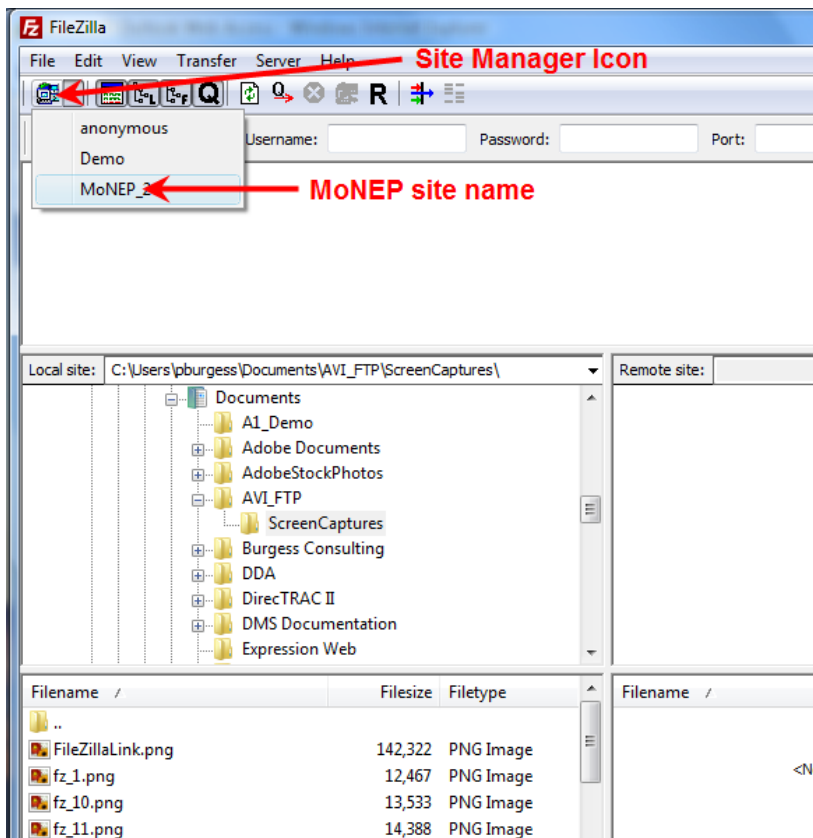 FileZilla
File Edit View Transfer Server Help
Site Manager Icon
anonymous
Demo
MoNEP_2
Username: Password: Port:
MoNEP site name
Local site: C:\Users\pburgess\Documents\AVI_FTP\ScreenCaptures\
Remote site:
Documents
A1_Demo
Adobe Documents
AdobeStockPhotos
AVI_FTP
ScreenCaptures
Burgess Consulting
DDA
DirecTRAC II
DMS Documentation
Expression Web
Filename / Filesize Filetype
Filename /
..
FileZillaLink.png 142,322 PNG Image
fz_1.png 12,467 PNG Image
<N
fz_10.png 13,533 PNG Image
fz_11.png 14,388 PNG Image